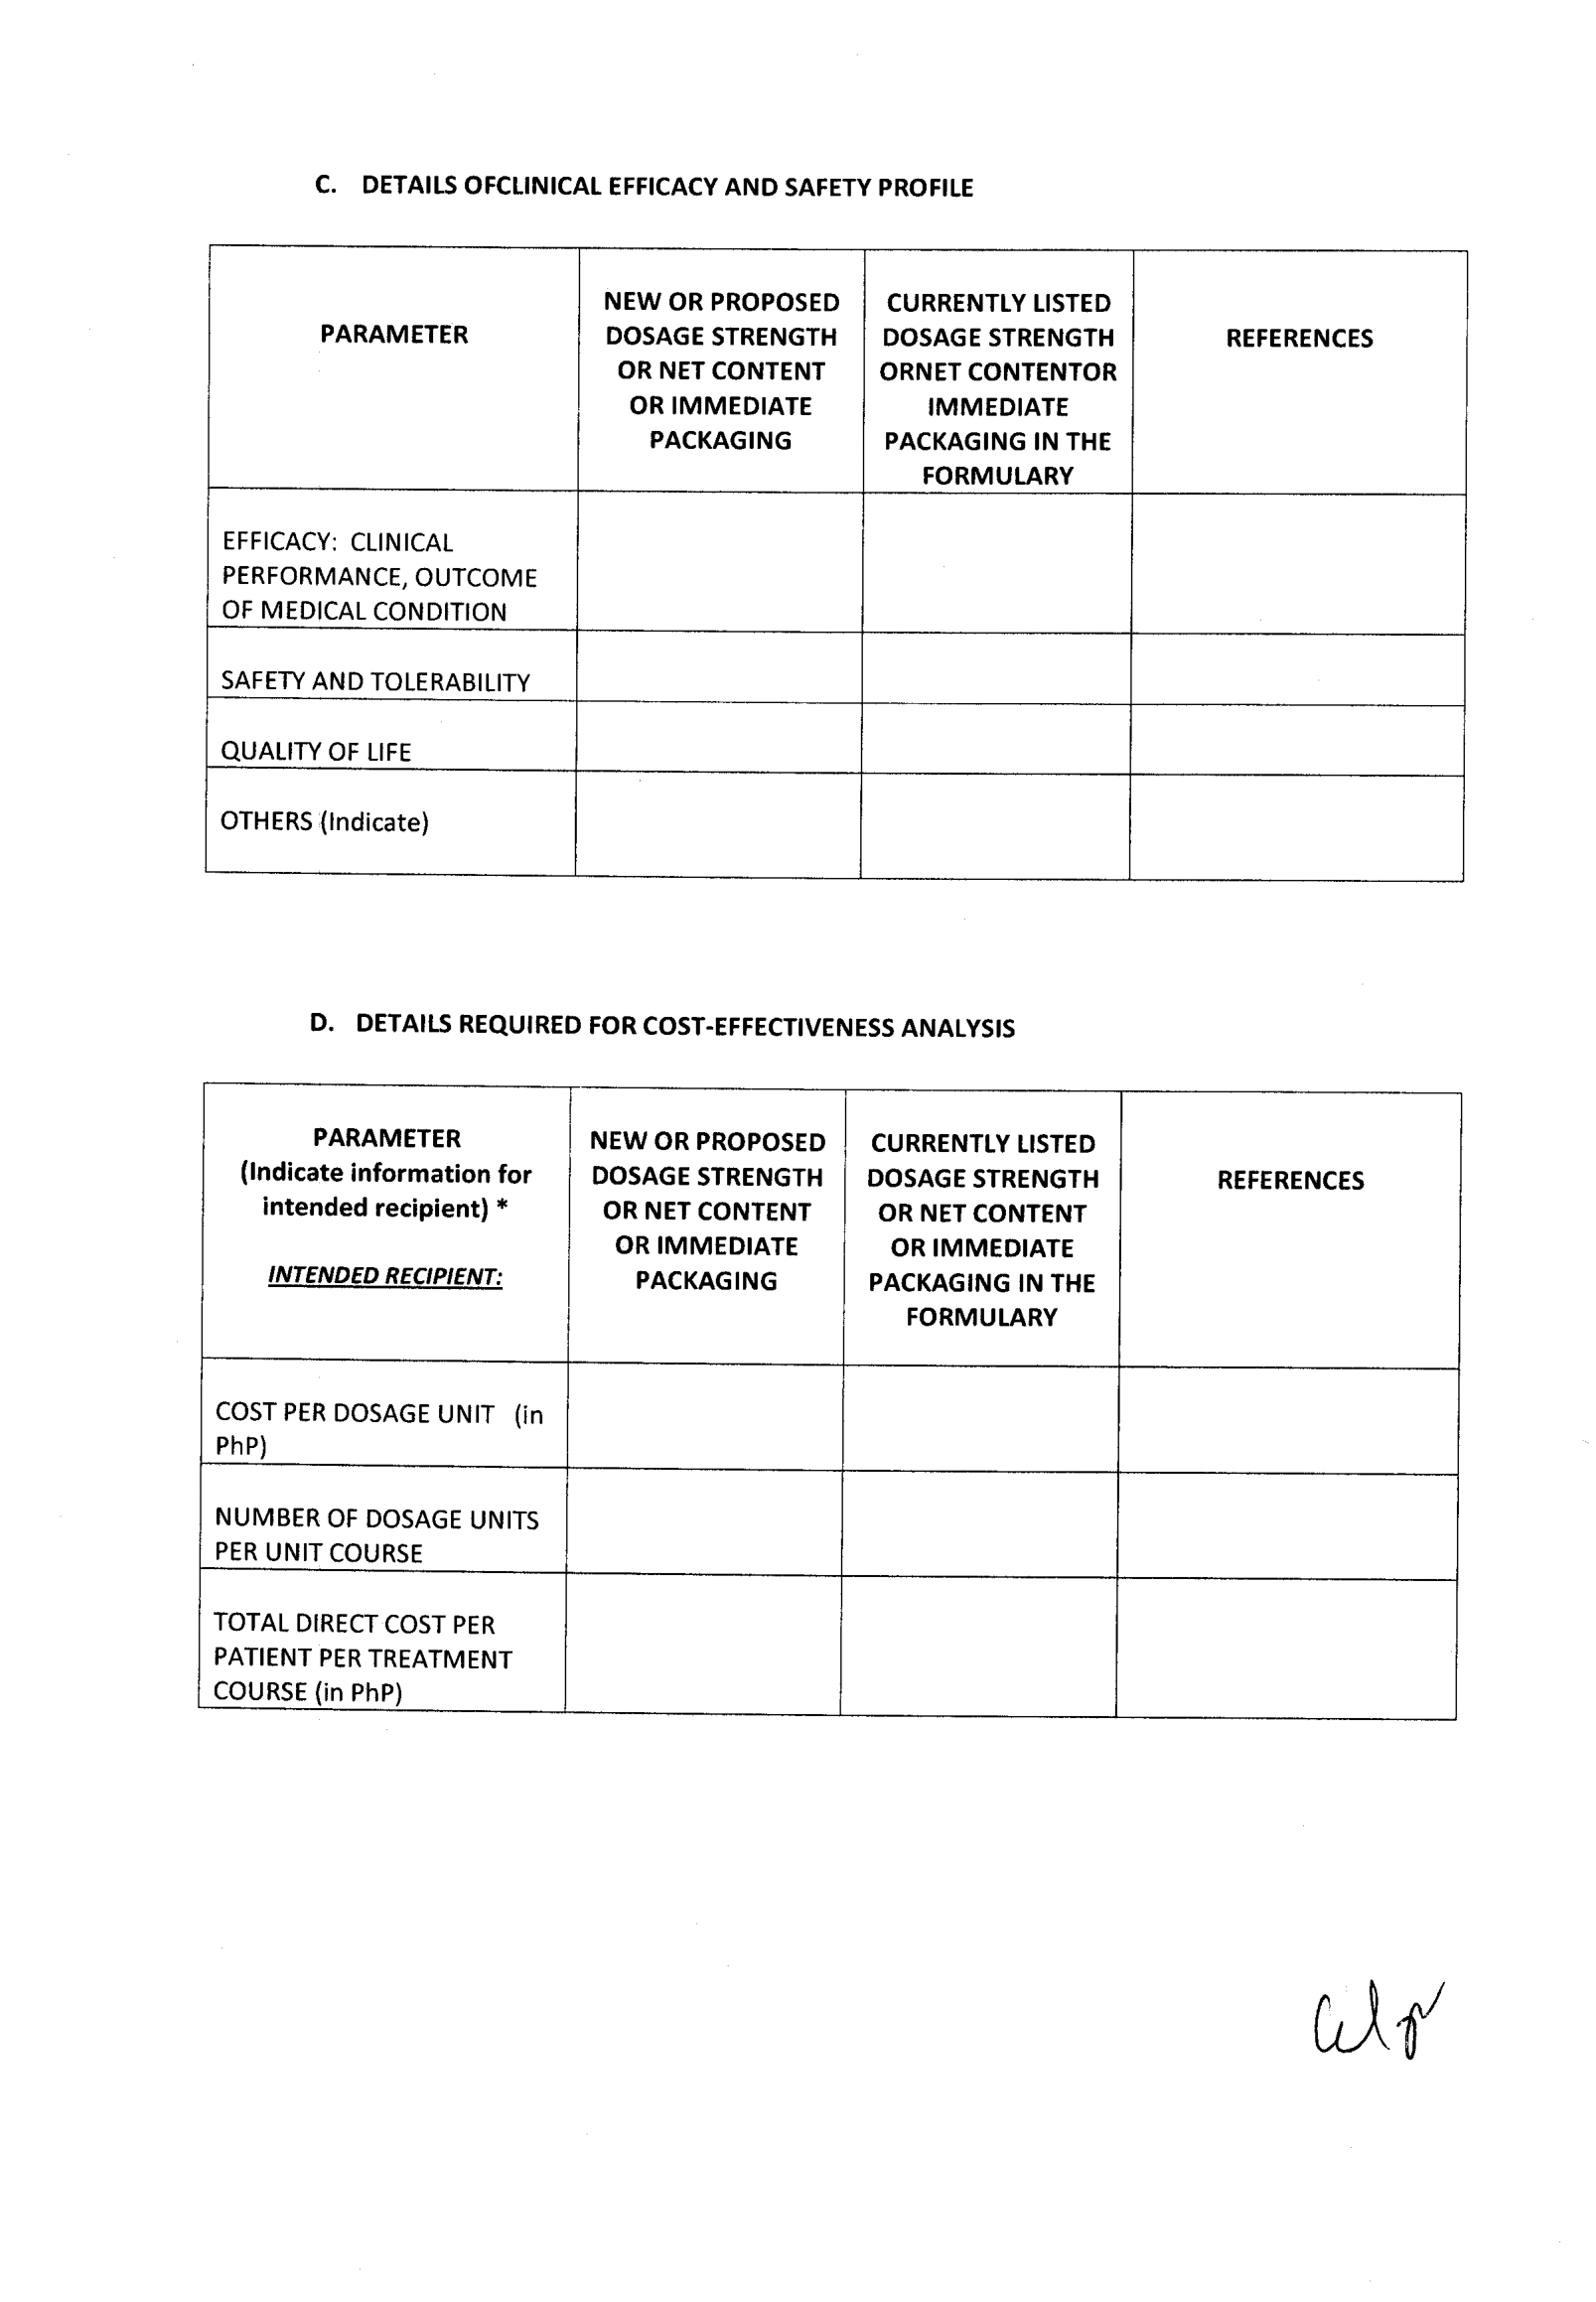 C. DETAILS OFCLINICAL EFFICACY AND SAFETY PROFILE
PARAMETER
NEW OR PROPOSED
DOSAGE STRENGTH
OR NET CONTENT
OR IMMEDIATE
PACKAGING
CURRENTLY LISTED
DOSAGE STRENGTH
ORNET CONTENTOR
IMMEDIATE
PACKAGING IN THE
FORMULARY
REFERENCES
EFFICACY: CLINICAL
PERFORMANCE, OUTCOME
OF MEDICAL CONDITION
SAFETY AND TOLERABILITY
QUALITY OF LIFE
OTHERS (Indicate)
D. DETAILS REQUIRED FOR COST-EFFECTIVENESS ANALYSIS
PARAMETER
(Indicate information for
intended recipient) *
INTENDED RECIPIENT:
NEW OR PROPOSED
DOSAGE STRENGTH
OR NET CONTENT
OR IMMEDIATE
PACKAGING
CURRENTLY LISTED
DOSAGE STRENGTH
OR NET CONTENT
OR IMMEDIATE
PACKAGING IN THE
FORMULARY
REFERENCES
COST PER DOSAGE UNIT (in
PhP)
NUMBER OF DOSAGE UNITS
PER UNIT COURSE
TOTAL DIRECT COST PER
PATIENT PER TREATMENT
COURSE (in PhP)